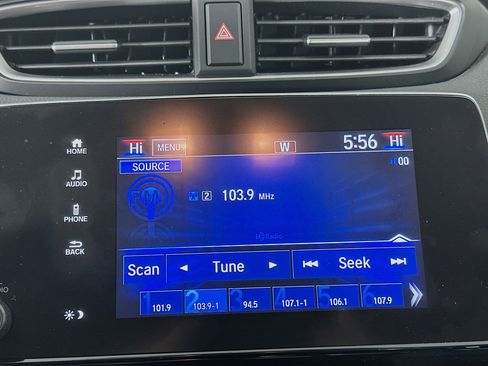 HOME
AUDIO
PHONE
BACK
Hi MENU W 5:56 Hi
SOURCE 00
FM 2 103.9 MHz
HD Radio
Scan Tune Seek
1 101.9 2 103.9-1 3 94.5 4 107.1-1 5 106.1 6 107.9